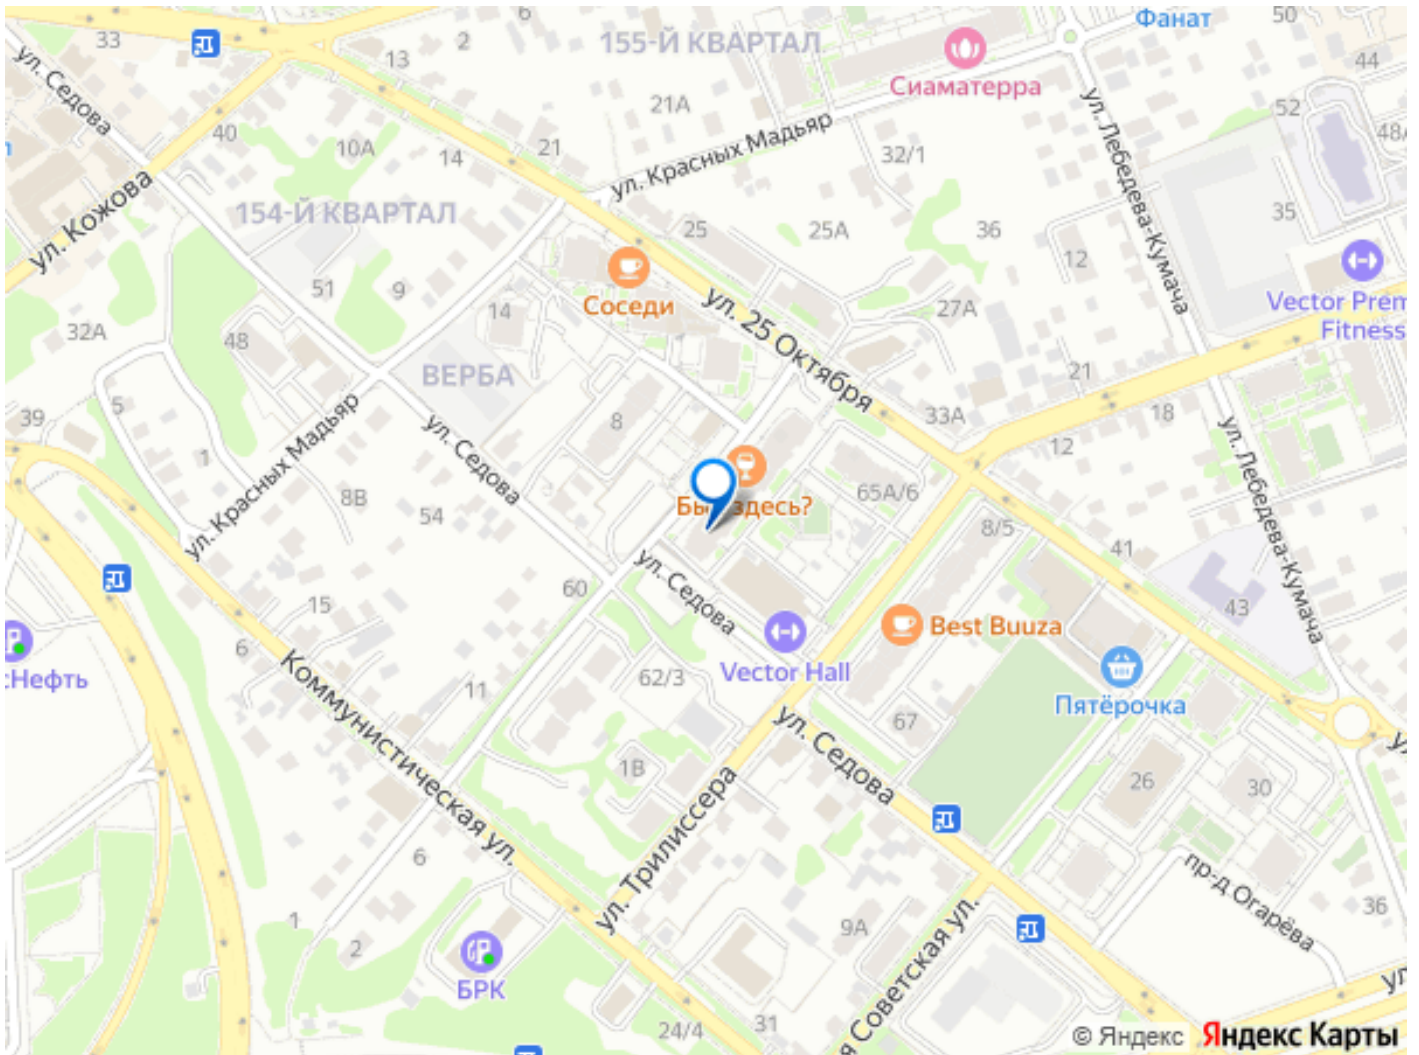 6
Фанат
50
33
2
155-Й КВАРТАЛ
13
44
Сиаматерра
ул. Седова
21А
52
48А
40
10А
14
21
ул. Красных Мадьяр
32/1
ул. Лебедева-Кумача
ул. Кожова
154-Й КВАРТАЛ
25
25А
36
35
12
51
9
Соседи
14
ул. 25 Октября
27А
Vector Prem
Fitness
32А
48
ВЕРБА
21
39
5
8
33А
18
12
1
ул. Красных Мадьяр
ул. Седова
ул. Лебедева-Кумача
8В
54
65А/6
здесь?
8/5
41
60
ул. Седова
43
15
6
Best Buuza
сНефть
Коммунистическая ул.
11
62/3
Vector Hall
Пятёрочка
67
ул. Седова
1В
26
30
ул. Трилиссера
6
пр-д Огарёва
1
2
9А
36
БРК
я Советская ул.
ул
24/4
31
© Яндекс Яндекс Карты